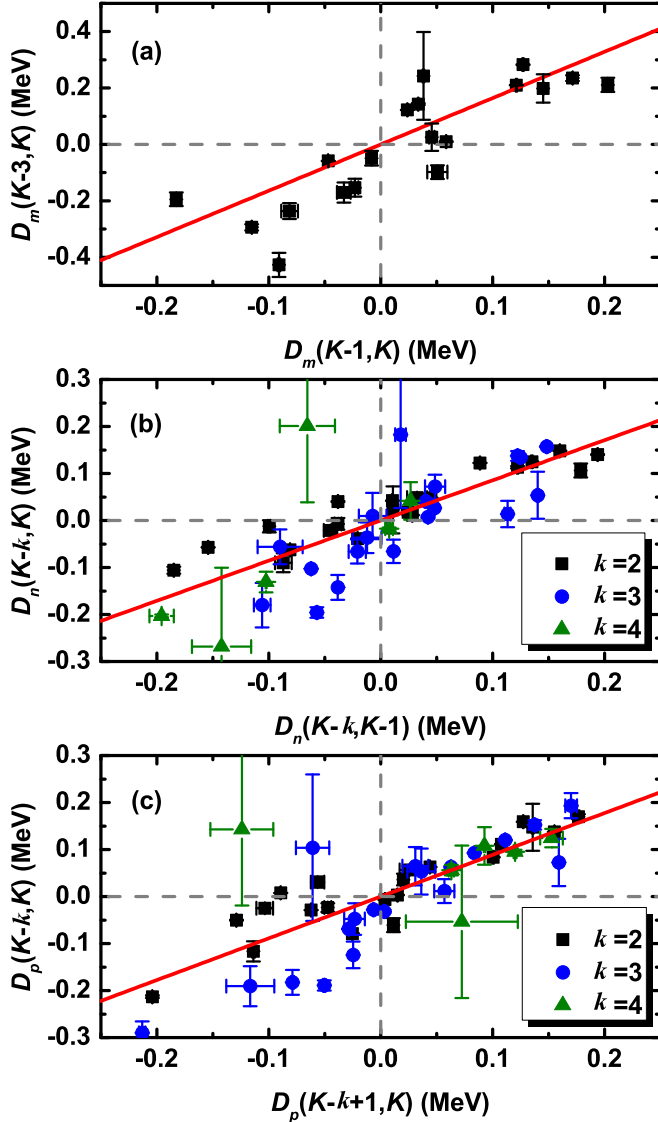 (a)
0.4
0.2
0.0
-0.2
-0.4
D_m(K-3,K) (MeV)
-0.2 -0.1 0.0 0.1 0.2
D_m(K-1,K) (MeV)
(b)
0.3
0.2
0.1
0.0
-0.1
-0.2
-0.3
D_n(K-k,K) (MeV)
k=2
k=3
k=4
-0.2 -0.1 0.0 0.1 0.2
D_n(K-k,K-1) (MeV)
(c)
0.3
0.2
0.1
0.0
-0.1
-0.2
-0.3
D_p(K-k,K) (MeV)
k=2
k=3
k=4
-0.2 -0.1 0.0 0.1 0.2
D_p(K-k+1,K) (MeV)